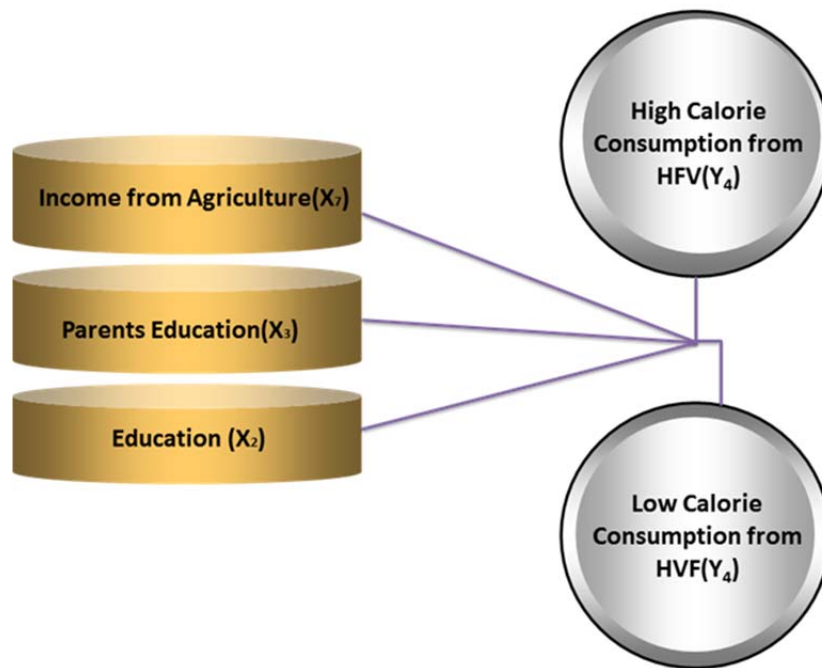 Income from Agriculture(X₇)
Parents Education(X₃)
Education (X₂)
High Calorie
Consumption from
HFV(Y₄)
Low Calorie
Consumption from
HVF(Y₄)